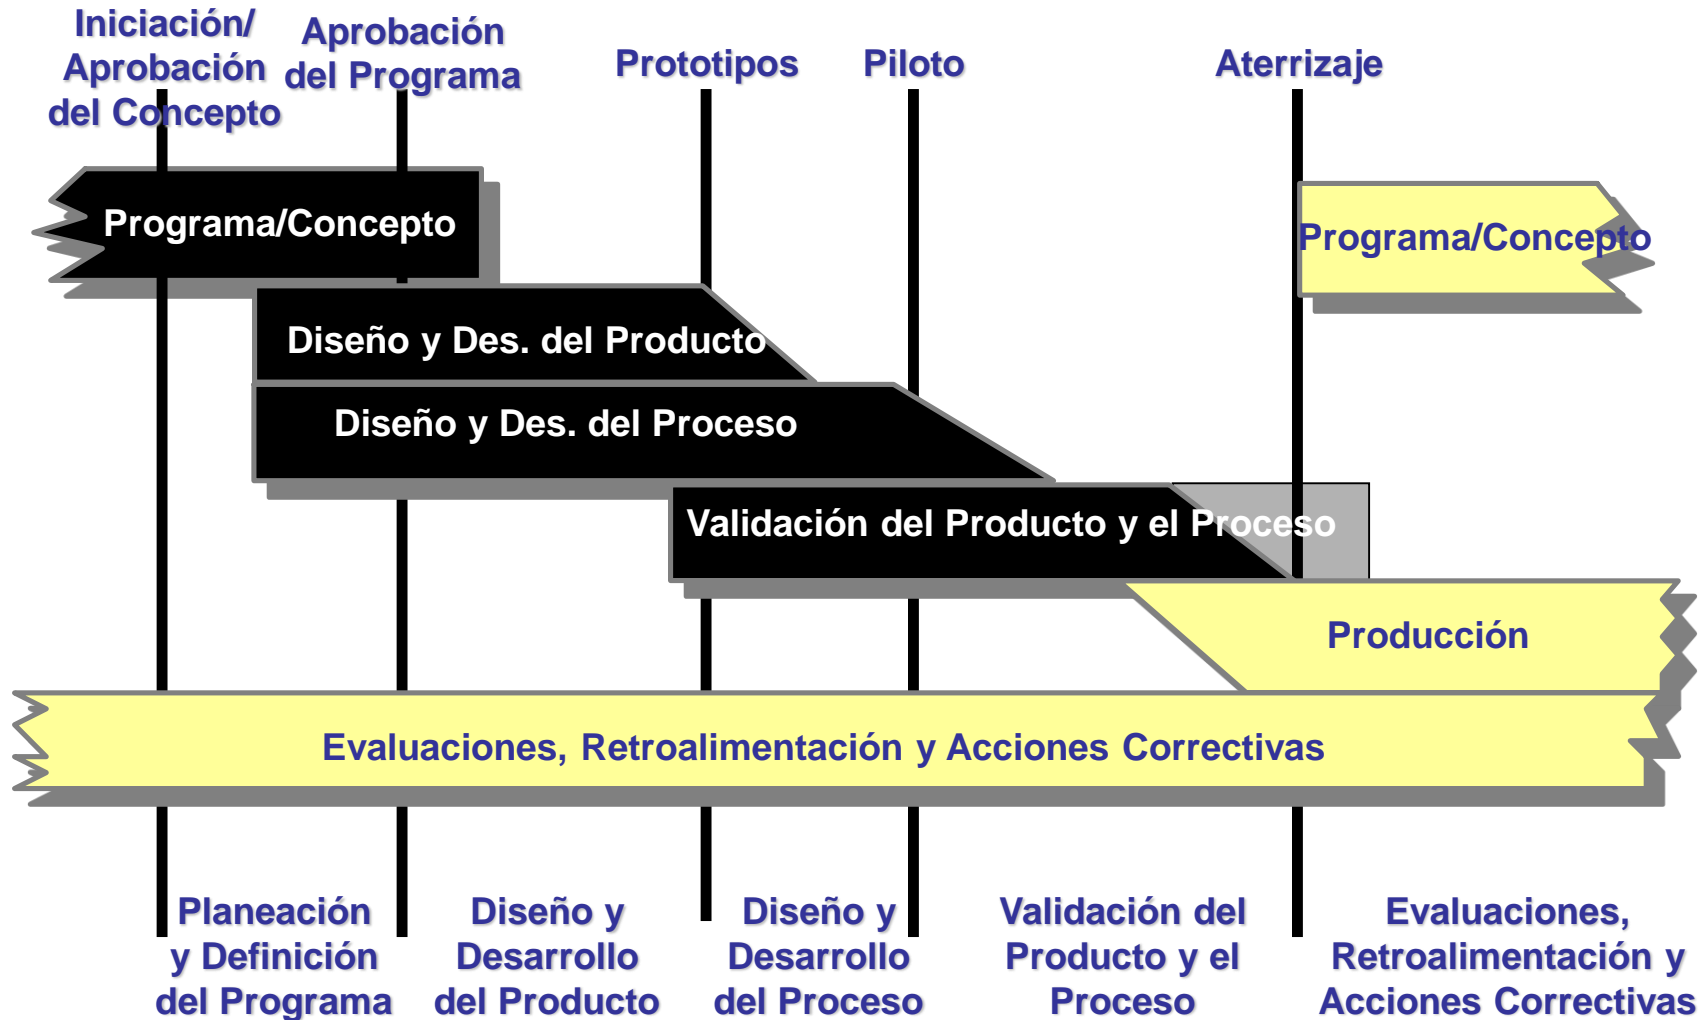 Iniciación/
Aprobación
del Concepto
Aprobación
del Programa
Prototipos
Piloto
Aterrizaje
Programa/Concepto
Programa/Concepto
Diseño y Des. del Producto
Diseño y Des. del Proceso
Validación del Producto y el Proceso
Producción
Evaluaciones, Retroalimentación y Acciones Correctivas
Planeación
y Definición
del Programa
Diseño y
Desarrollo
del Producto
Diseño y
Desarrollo
del Proceso
Validación del
Producto y el
Proceso
Evaluaciones,
Retroalimentación y
Acciones Correctivas